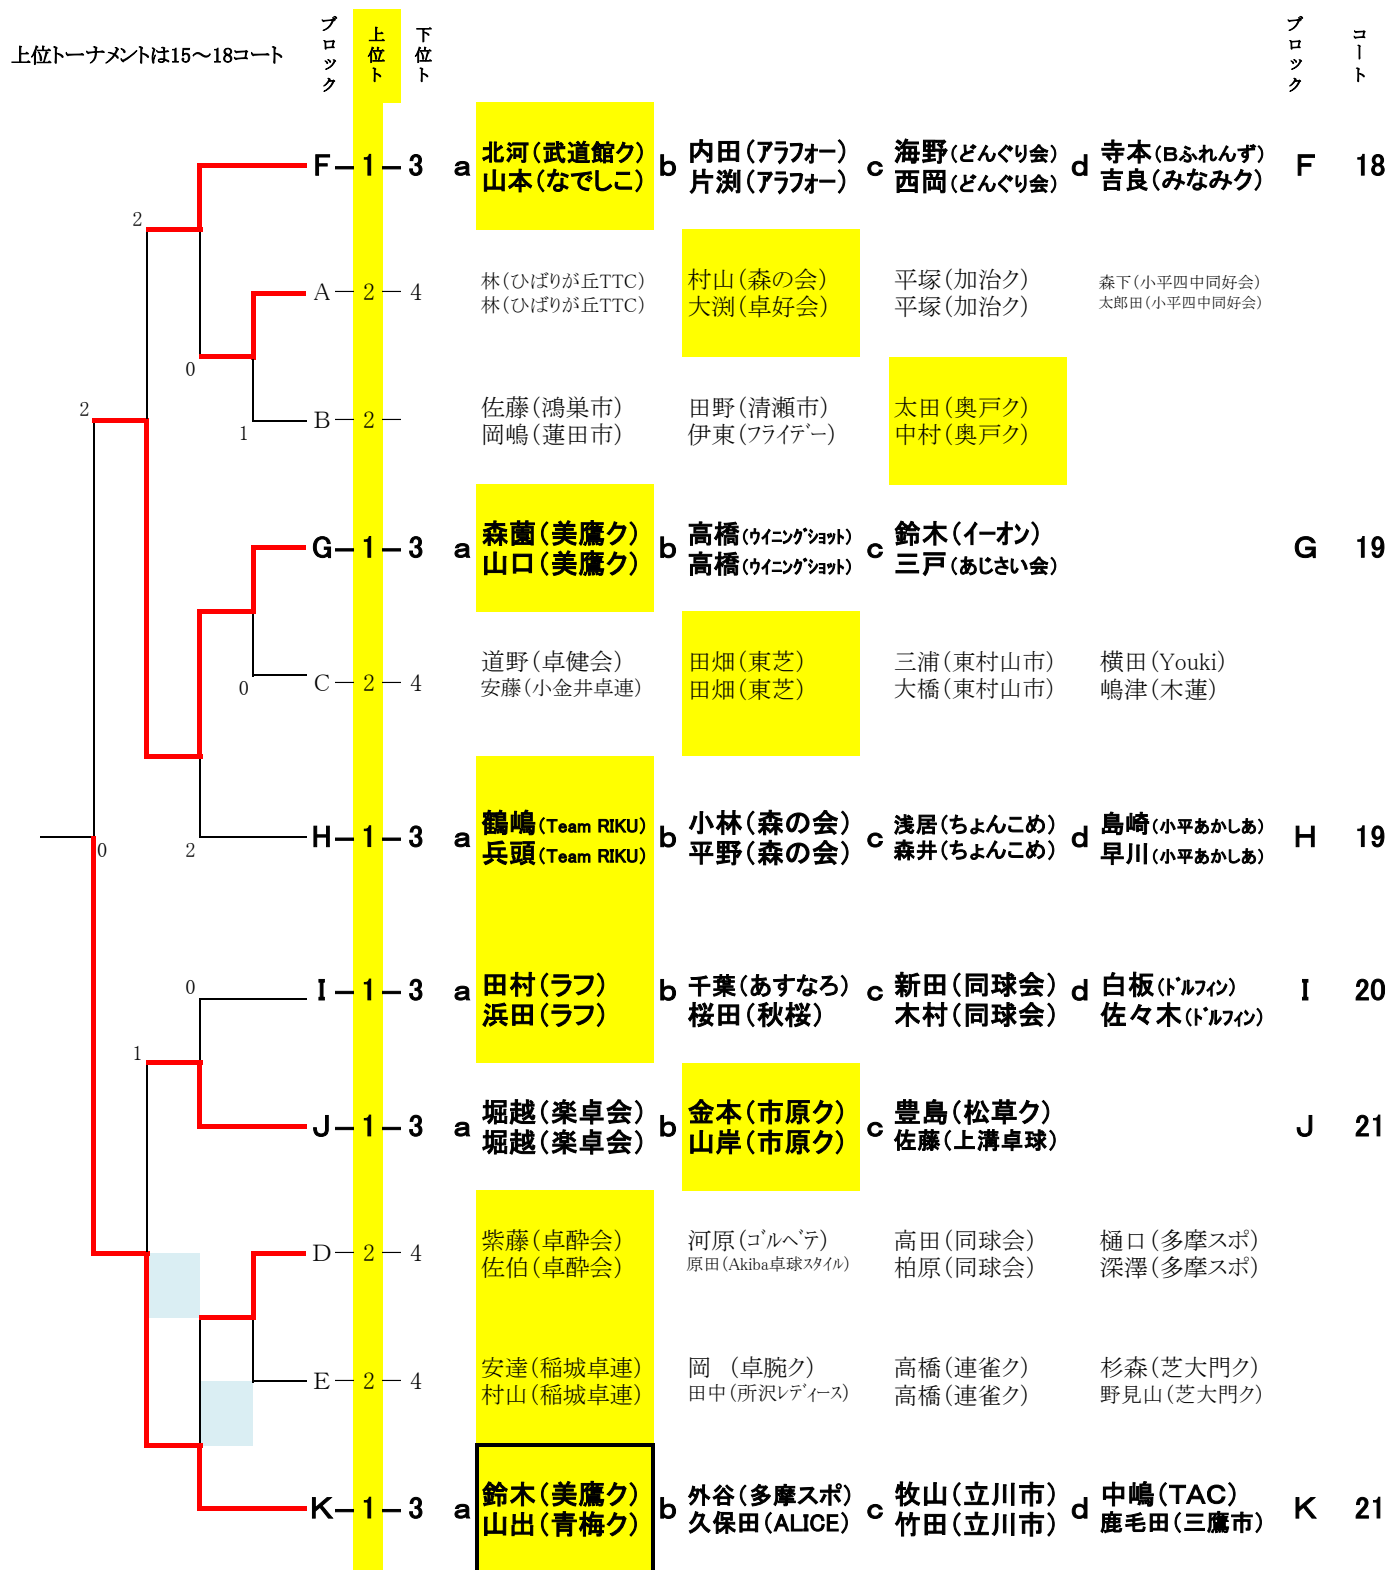 ブロック 上位ト 下位ト ブロック コート
上位トーナメントは15～18コート
F 1 3 a 北河(武道館ク) b 内田(アラフォー) c 海野(どんぐり会) d 寺本(Bふれんず) F 18
山本(なでしこ) 片渕(アラフォー) 西岡(どんぐり会) 吉良(みなみク)
2
A 2 4 林(ひばりが丘TTC) 村山(森の会) 平塚(加治ク) 森下(小平四中同好会)
林(ひばりが丘TTC) 大渕(卓好会) 平塚(加治ク) 太郎田(小平四中同好会)
0
2
B 2 佐藤(鴻巣市) 田野(清瀬市) 太田(奥戸ク)
1 岡嶋(蓮田市) 伊東(フライデー) 中村(奥戸ク)
G 1 3 a 森薗(美鷹ク) b 高橋(ウイニングショット) c 鈴木(イーオン) G 19
山口(美鷹ク) 高橋(ウイニングショット) 三戸(あじさい会)
C 2 4 道野(卓健会) 田畑(東芝) 三浦(東村山市) 横田(Youki)
0 安藤(小金井卓連) 田畑(東芝) 大橋(東村山市) 嶋津(木蓮)
H 1 3 a 鶴嶋(Team RIKU) b 小林(森の会) c 浅居(ちょんこめ) d 島崎(小平あかしあ) H 19
0 2 兵頭(Team RIKU) 平野(森の会) 森井(ちょんこめ) 早川(小平あかしあ)
0
I 1 3 a 田村(ラフ) b 千葉(あすなろ) c 新田(同球会) d 白板(ドルフィン) I 20
浜田(ラフ) 桜田(秋桜) 木村(同球会) 佐々木(ドルフィン)
1
J 1 3 a 堀越(楽卓会) b 金本(市原ク) c 豊島(松草ク) J 21
堀越(楽卓会) 山岸(市原ク) 佐藤(上溝卓球)
D 2 4 紫藤(卓酔会) 河原(ゴルベテ) 高田(同球会) 樋口(多摩スポ)
佐伯(卓酔会) 原田(Akiba卓球スタイル) 柏原(同球会) 深澤(多摩スポ)
E 2 4 安達(稲城卓連) 岡 (卓腕ク) 高橋(連雀ク) 杉森(芝大門ク)
村山(稲城卓連) 田中(所沢レディース) 高橋(連雀ク) 野見山(芝大門ク)
K 1 3 a 鈴木(美鷹ク) b 外谷(多摩スポ) c 牧山(立川市) d 中嶋(TAC) K 21
山出(青梅ク) 久保田(ALICE) 竹田(立川市) 鹿毛田(三鷹市)